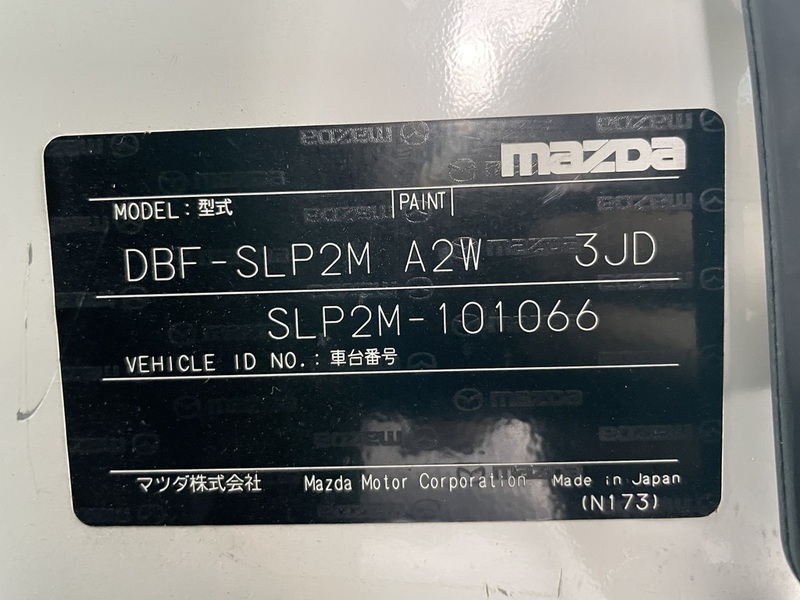 mazda
MODEL：型式 PAINT
DBF-SLP2M A2W 3JD
SLP2M-101066
VEHICLE ID NO.：車台番号
マツダ株式会社 Mazda Motor Corporation Made in Japan
(N173)